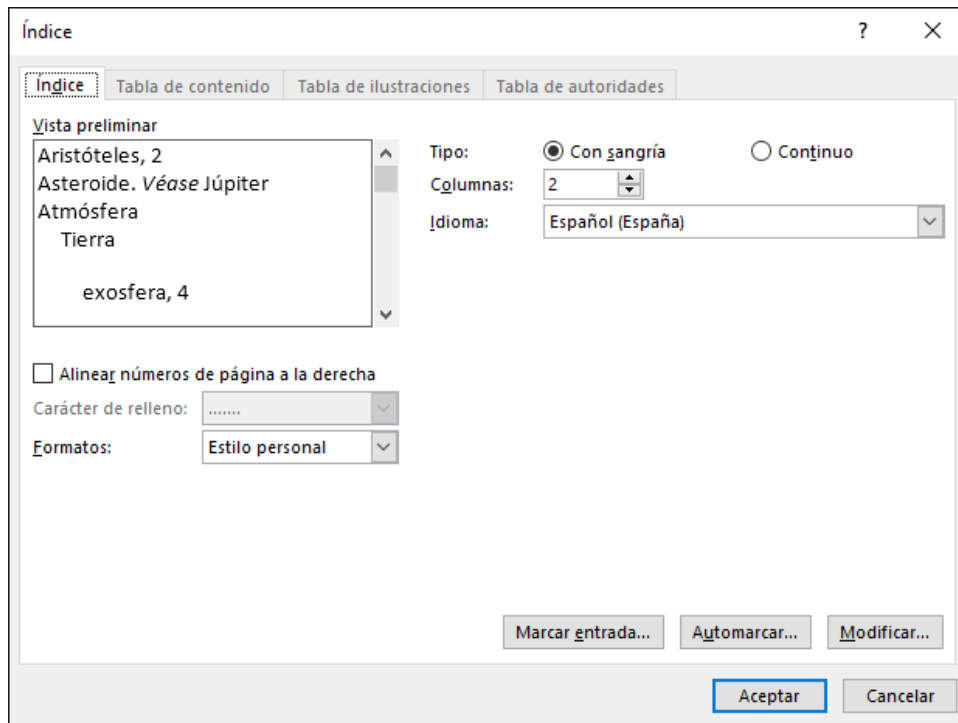 Índice
Índice Tabla de contenido Tabla de ilustraciones Tabla de autoridades
Vista preliminar
Aristóteles, 2
Asteroide. Véase Júpiter
Atmósfera
Tierra
exosfera, 4
Tipo: Con sangría Continuo
Columnas: 2
Idioma: Español (España)
Alinear números de página a la derecha
Carácter de relleno: .......
Formatos: Estilo personal
Marcar entrada... Automarcar... Modificar...
Aceptar Cancelar